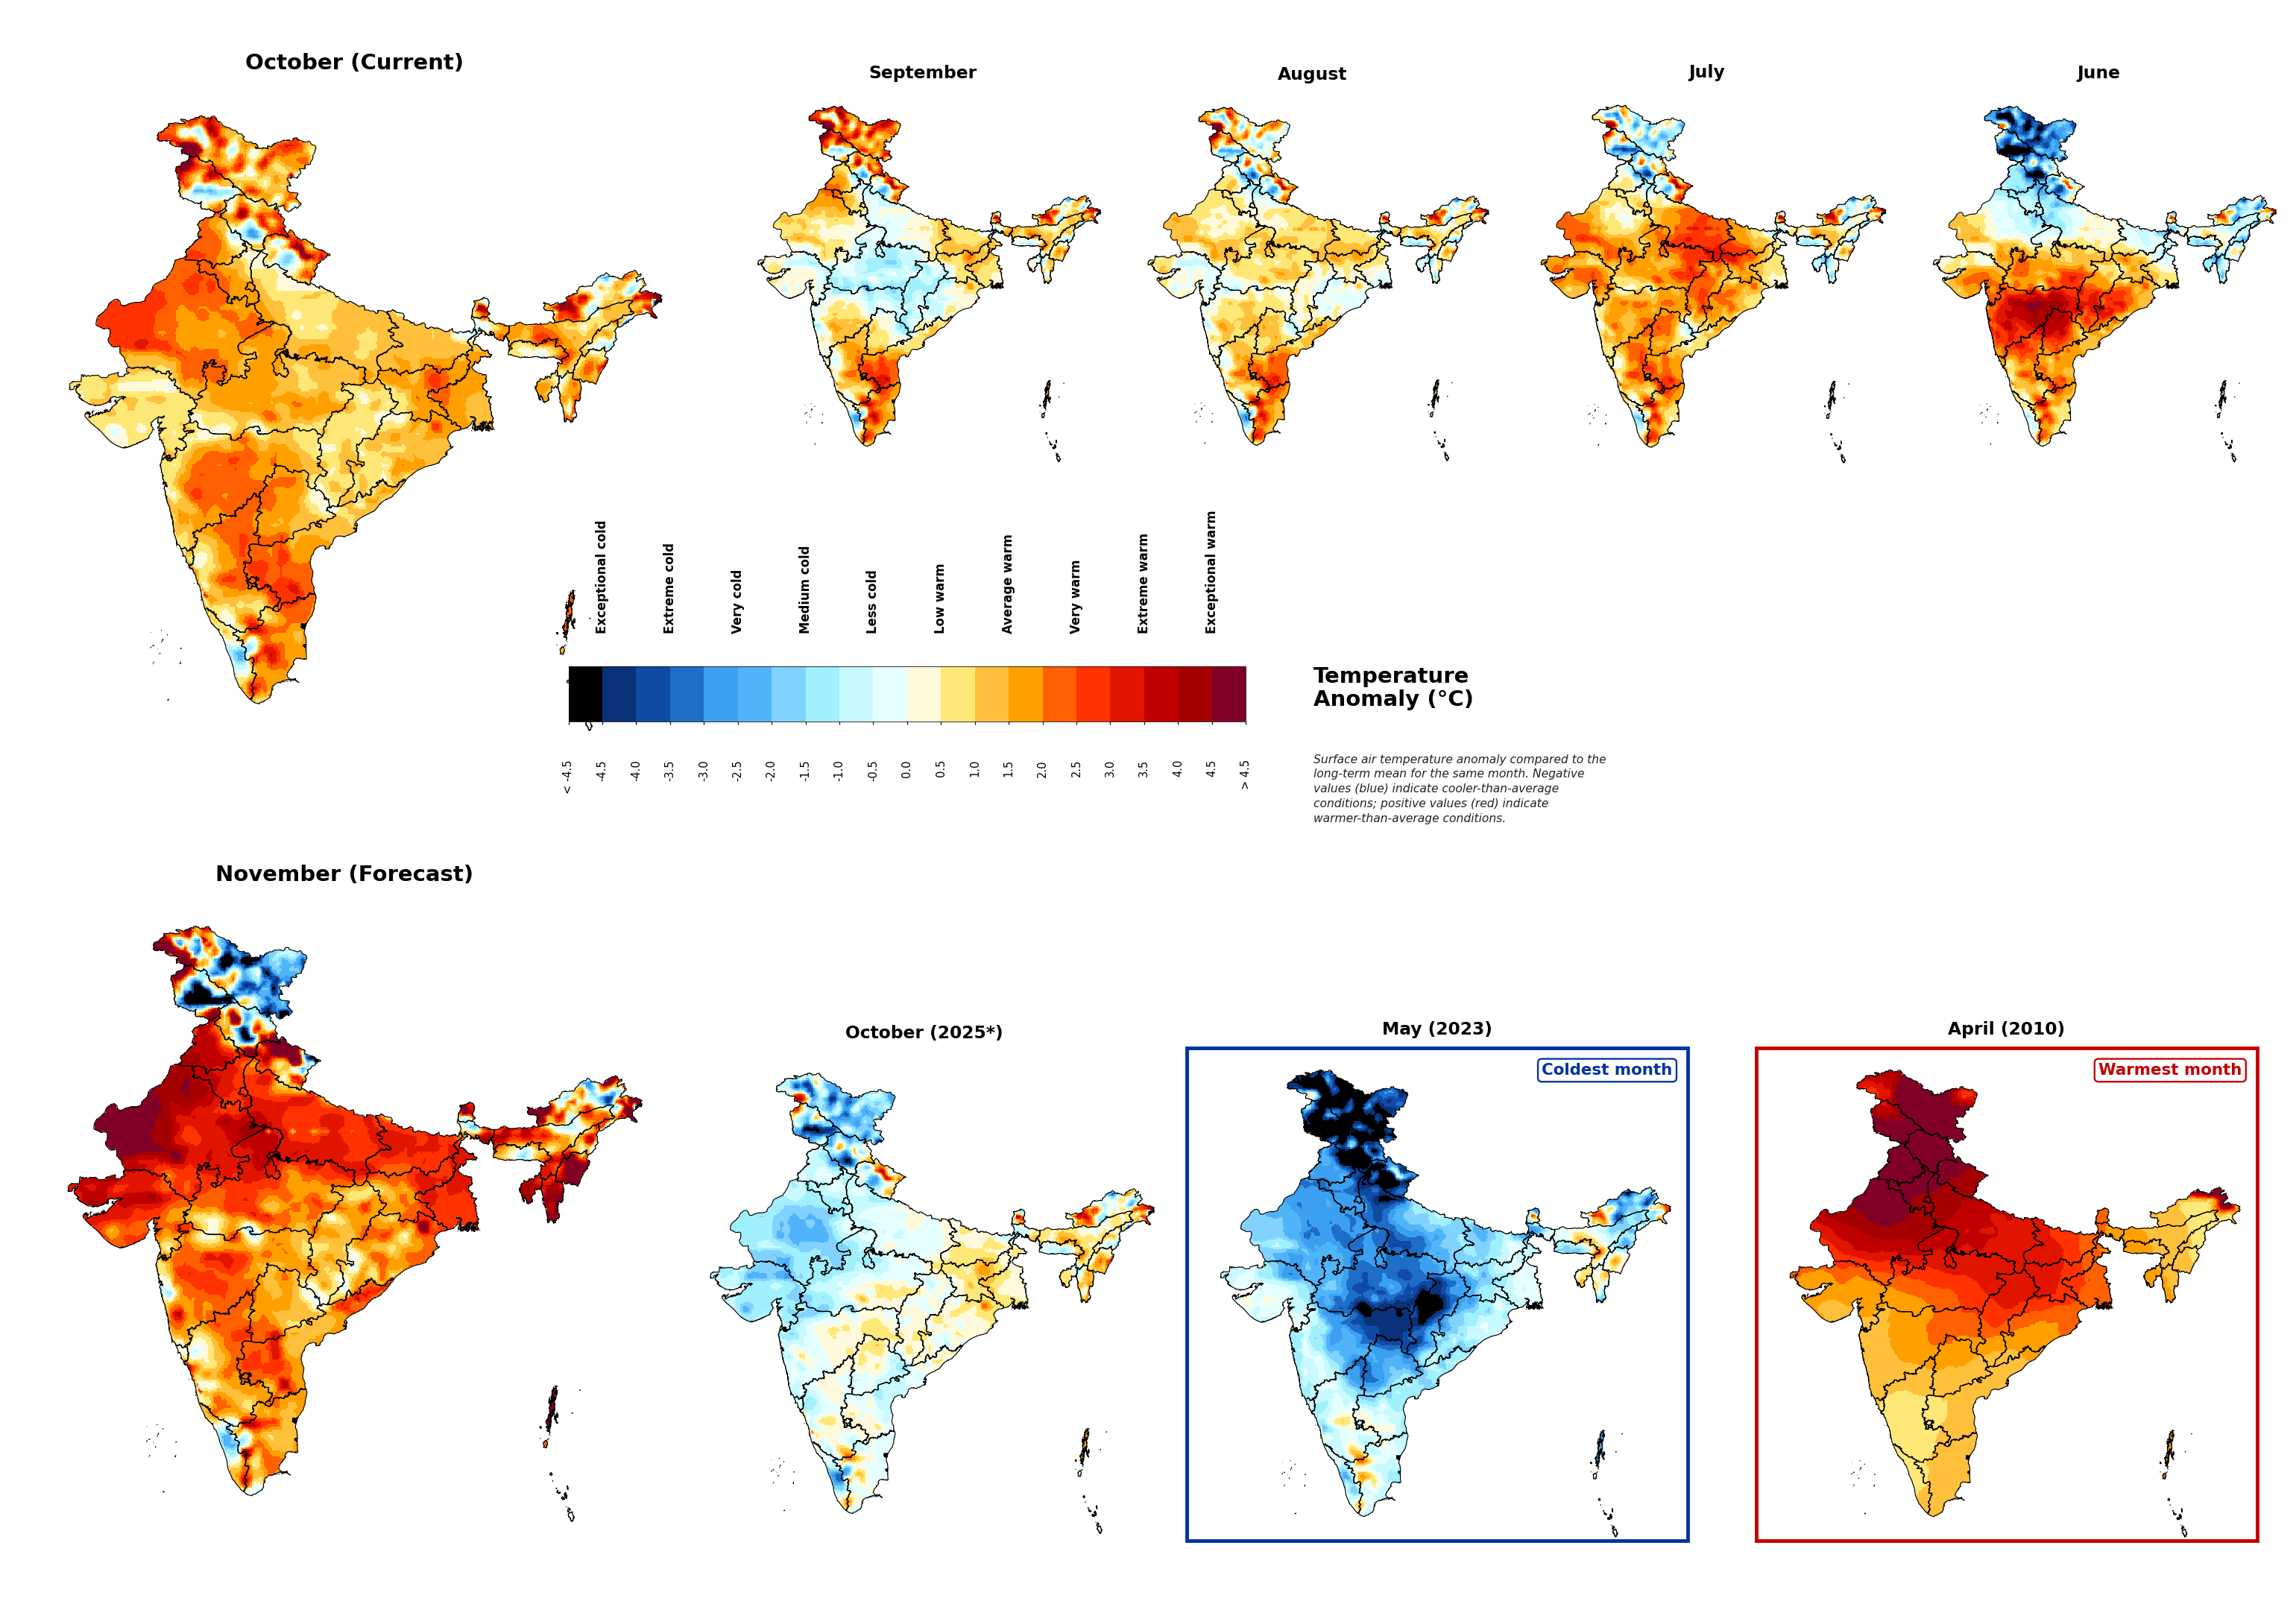 October (Current)
September
August
July
June
Exceptional cold
Extreme cold
Very cold
Medium cold
Less cold
Low warm
Average warm
Very warm
Extreme warm
Exceptional warm
< -4.5
-4.5
-4.0
-3.5
-3.0
-2.5
-2.0
-1.5
-1.0
-0.5
0.0
0.5
1.0
1.5
2.0
2.5
3.0
3.5
4.0
4.5
> 4.5
Temperature
Anomaly (°C)
Surface air temperature anomaly compared to the
long-term mean for the same month. Negative
values (blue) indicate cooler-than-average
conditions; positive values (red) indicate
warmer-than-average conditions.
November (Forecast)
October (2025*)
May (2023)
Coldest month
April (2010)
Warmest month